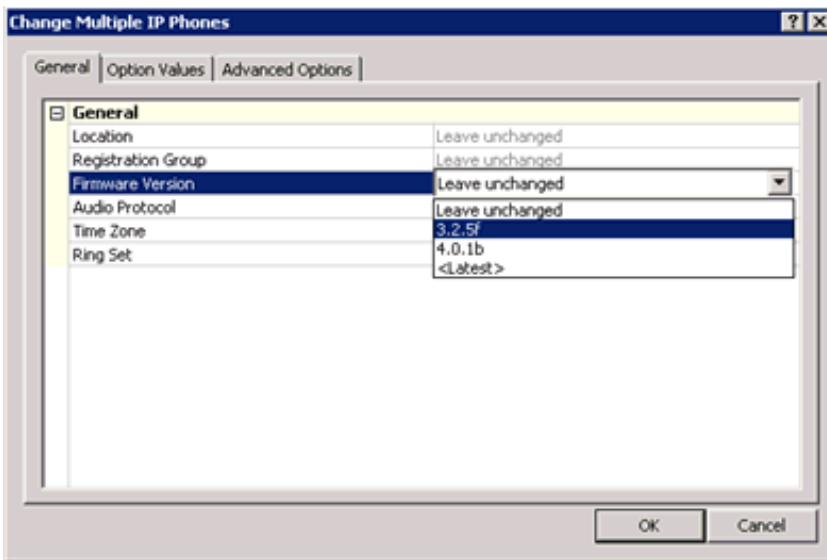 Change Multiple IP Phones
General Option Values Advanced Options
General
Location Leave unchanged
Registration Group Leave unchanged
Firmware Version Leave unchanged
Audio Protocol Leave unchanged
Time Zone 3.2.5f
Ring Set 4.0.1b
<Latest>
OK Cancel